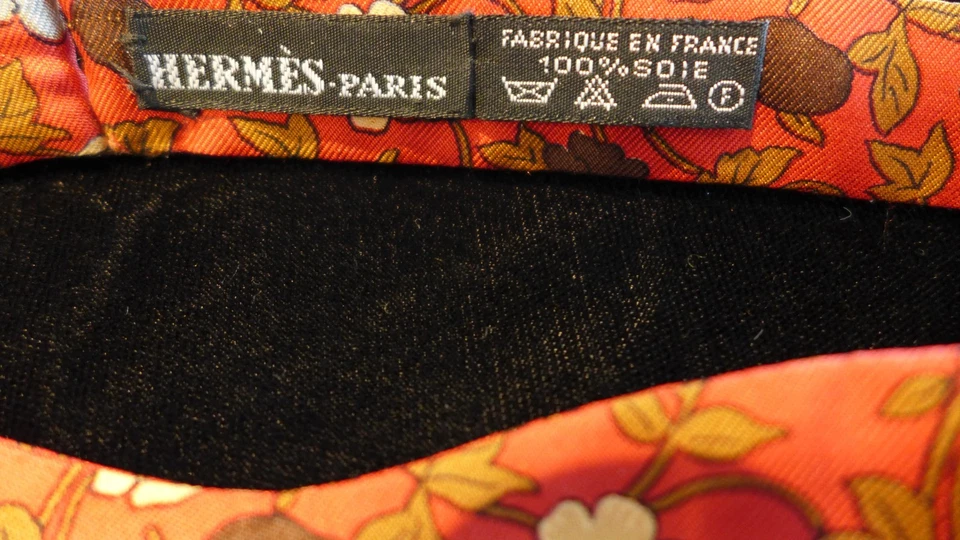 HERMÈS-PARIS
FABRIQUE EN FRANCE
100%SOIE
P